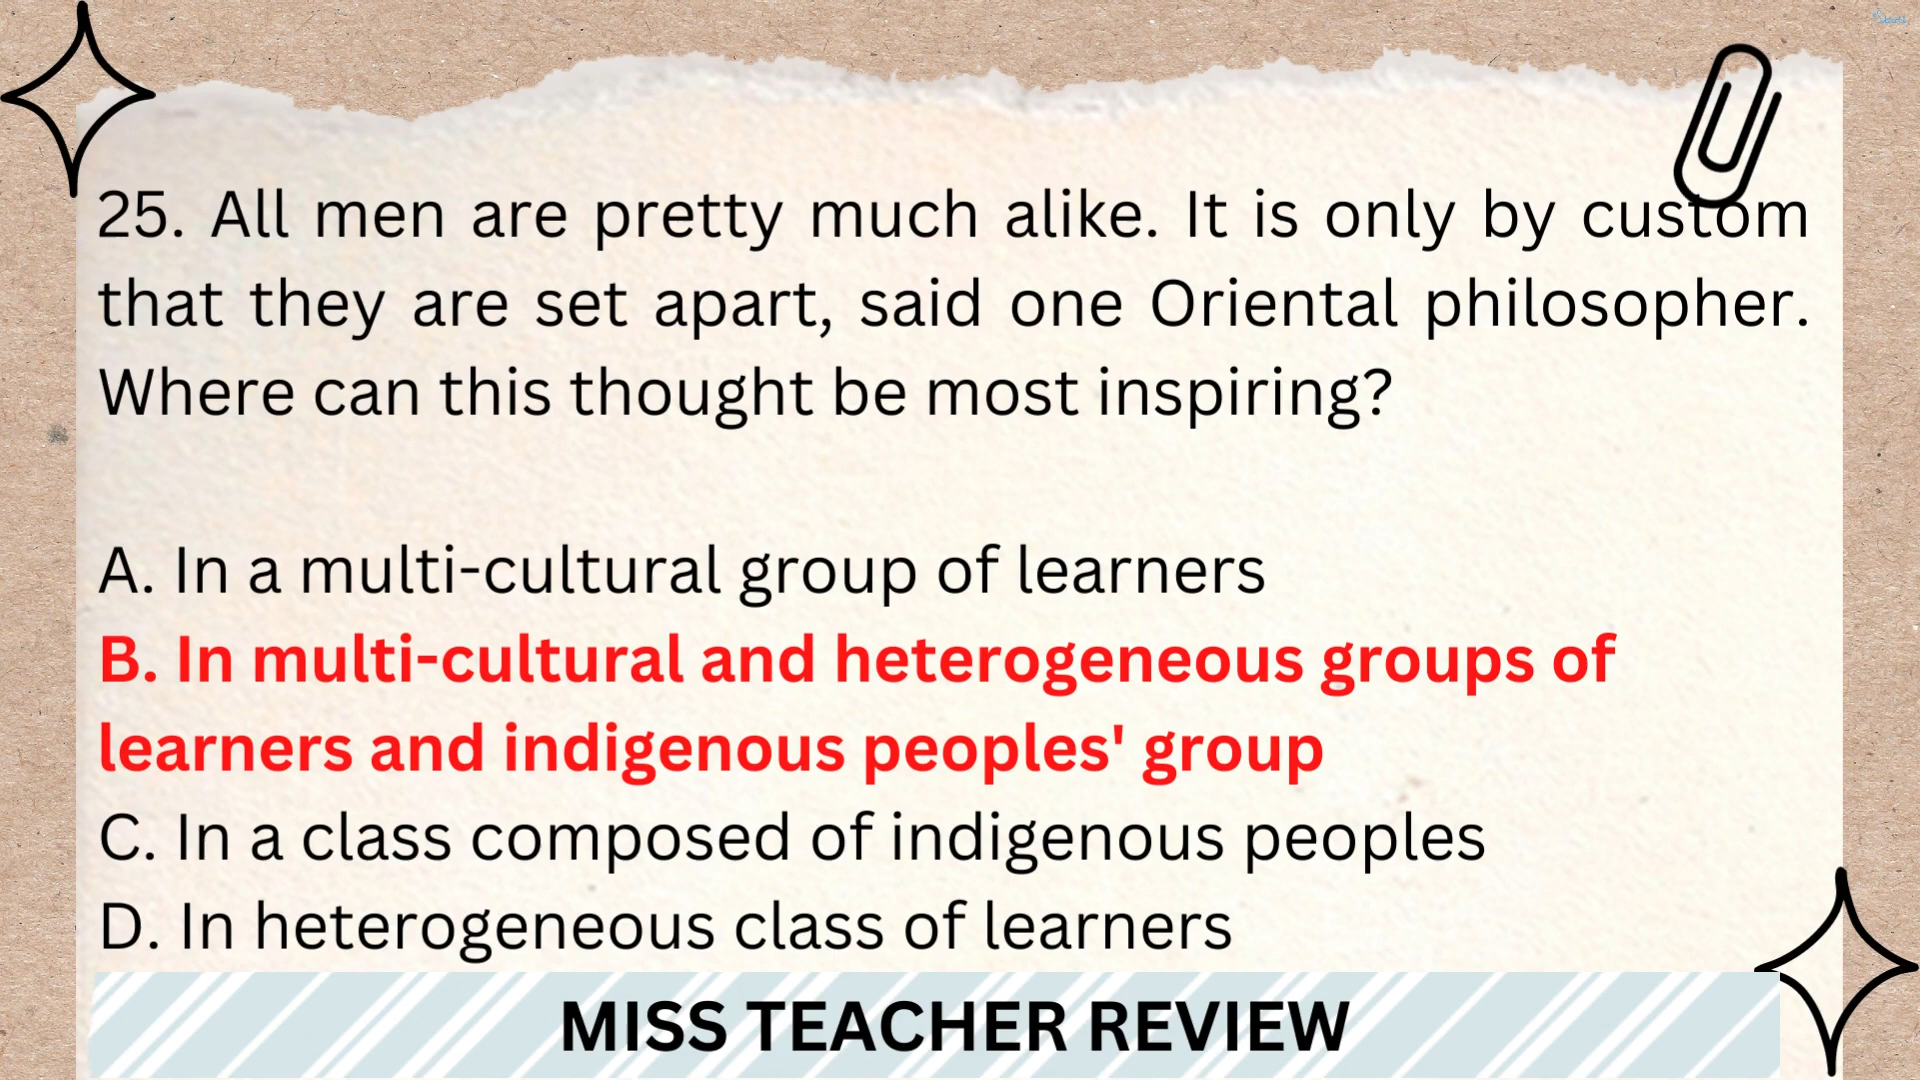 25. All men are pretty much alike. It is only by custom
that they are set apart, said one Oriental philosopher.
Where can this thought be most inspiring?
A. In a multi-cultural group of learners
B. In multi-cultural and heterogeneous groups of
learners and indigenous peoples' group
C. In a class composed of indigenous peoples
D. In heterogeneous class of learners
MISS TEACHER REVIEW